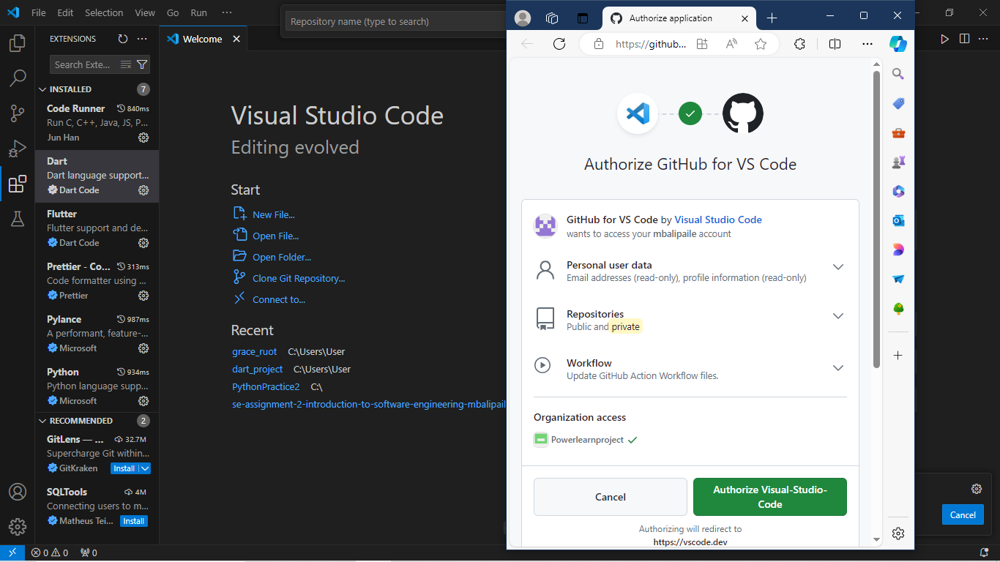 File Edit Selection View Go Run ···
Repository name (type to search)
EXTENSIONS
Search Exte...
INSTALLED 7
Code Runner 840ms
Run C, C++, Java, JS, P...
Jun Han
Dart
Dart language support...
Dart Code
Flutter
Flutter support and de...
Dart Code
Prettier - Co... 313ms
Code formatter using ...
Prettier
Pylance 987ms
A performant, feature-...
Microsoft
Python 934ms
Python language supp...
Microsoft
RECOMMENDED 2
GitLens — ... 32.7M
Supercharge Git within...
GitKraken Install
SQLTools 4M
Connecting users to m...
Matheus Tei... Install
0 0 0
Welcome
Visual Studio Code
Editing evolved
Start
New File...
Open File...
Open Folder...
Clone Git Repository...
Connect to...
Recent
grace_ruot C:\Users\User
dart_project C:\Users\User
PythonPractice2 C:\
se-assignment-2-introduction-to-software-engineering-mbalipail
Authorize application
https://github...
Authorize GitHub for VS Code
GitHub for VS Code by Visual Studio Code
wants to access your mbalipaile account
Personal user data
Email addresses (read-only), profile information (read-only)
Repositories
Public and private
Workflow
Update GitHub Action Workflow files.
Organization access
Powerlearnproject
Cancel
Authorize Visual-Studio-
Code
Authorizing will redirect to
https://vscode.dev
Cancel